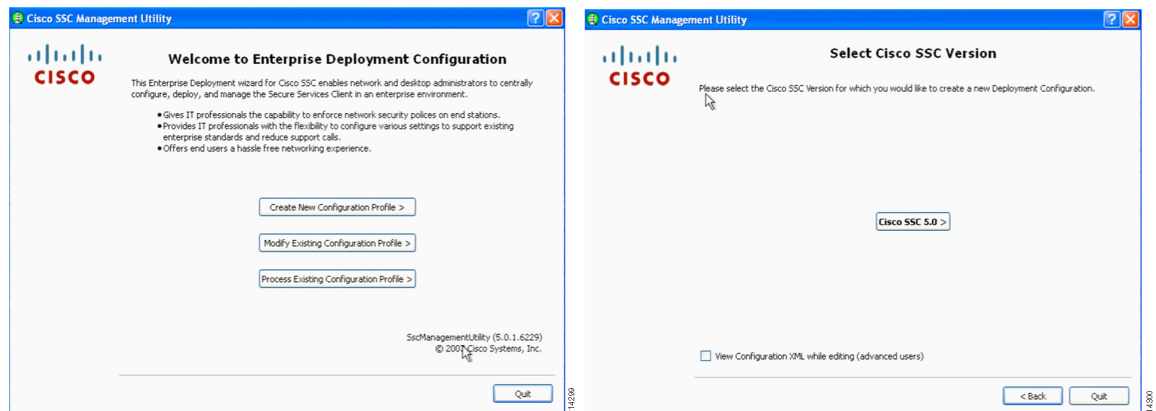 Cisco SSC Management Utility
CISCO
Welcome to Enterprise Deployment Configuration
This Enterprise Deployment wizard for Cisco SSC enables network and desktop administrators to centrally
configure, deploy, and manage the Secure Services Client in an enterprise environment.
• Gives IT professionals the capability to enforce network security polices on end stations.
• Provides IT professionals with the flexibility to configure various settings to support existing
enterprise standards and reduce support calls.
• Offers end users a hassle free networking experience.
Create New Configuration Profile >
Modify Existing Configuration Profile >
Process Existing Configuration Profile >
SscManagementUtility (5.0.1.6229)
© 2007 Cisco Systems, Inc.
Quit
14299
Cisco SSC Management Utility
CISCO
Select Cisco SSC Version
Please select the Cisco SSC Version for which you would like to create a new Deployment Configuration.
Cisco SSC 5.0 >
View Configuration XML while editing (advanced users)
< Back
Quit
14300